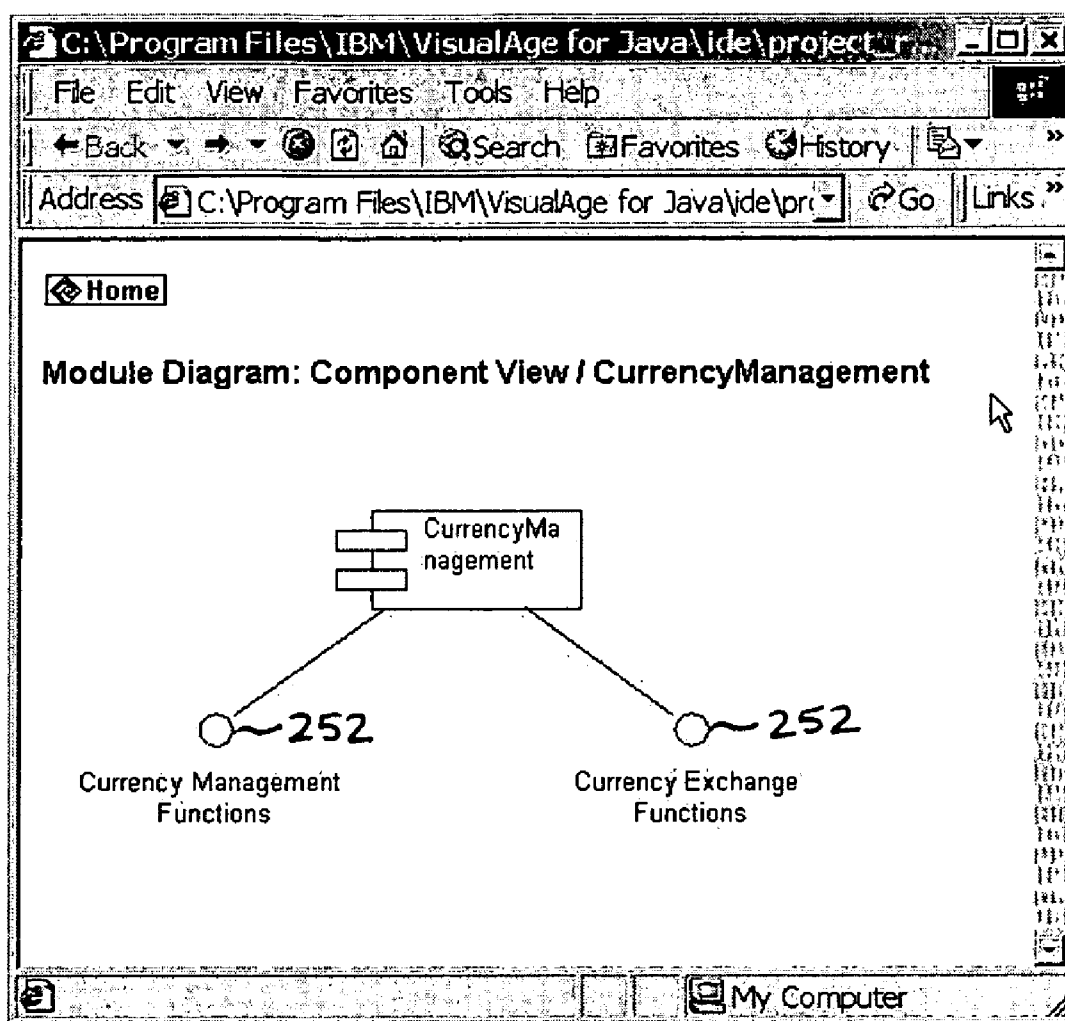 C:\Program Files\IBM\VisualAge for Java\ide\project_r...
File Edit View Favorites Tools Help
Back Search Favorites History »
Address C:\Program Files\IBM\VisualAge for Java\ide\pro Go Links »
Home
Module Diagram: Component View / CurrencyManagement
CurrencyMa
nagement
252 252
Currency Management Currency Exchange
Functions Functions
My Computer